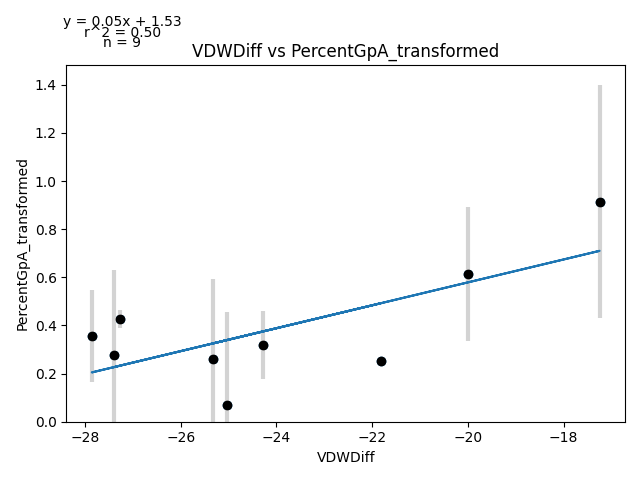 y = 0.05x + 1.53
r^2 = 0.50
n = 9
VDWDiff vs PercentGpA_transformed
1.4
1.2
1.0
0.8
0.6
0.4
0.2
0.0
PercentGpA_transformed
−28
−26
−24
−22
−20
−18
VDWDiff